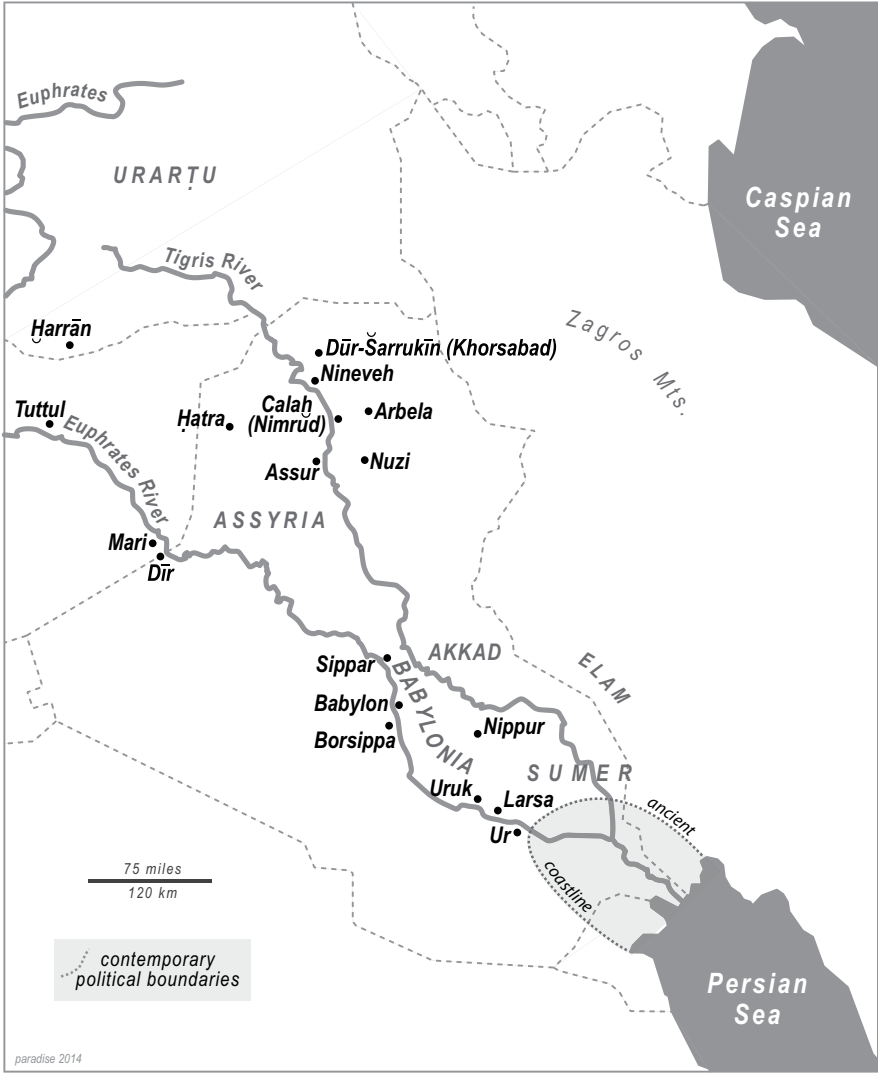 Euphrates
URARṬU
Caspian
Sea
Tigris River
Zagros Mts.
Ḫarrān
Dūr-Šarrukīn (Khorsabad)
Nineveh
Tuttul
Euphrates River
Ḥatra
Calaḫ
(Nimrud)
Arbela
Assur
Nuzi
ASSYRIA
Mari
Dīr
Sippar
AKKAD
ELAM
BABYLONIA
Babylon
Borsippa
Nippur
SUMER
Uruk
Larsa
Ur
ancient
coastline
75 miles
120 km
contemporary
political boundaries
Persian
Sea
paradise 2014